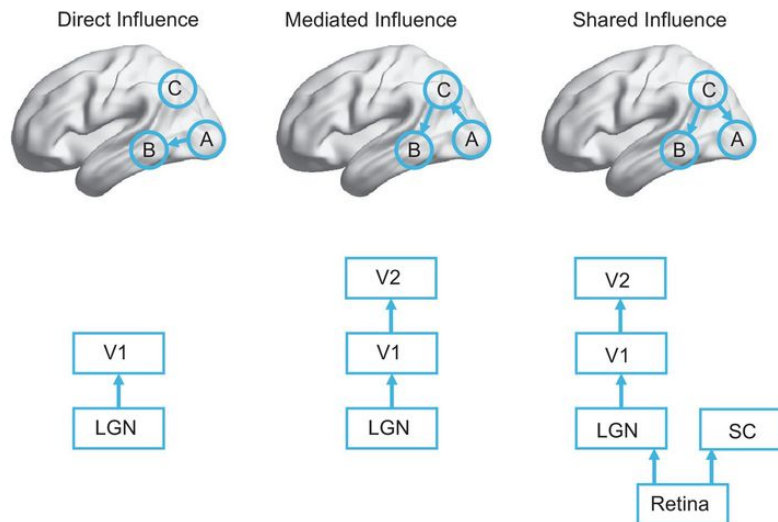 Direct Influence
Mediated Influence
Shared Influence
C
B
A
C
B
A
C
B
A
V1
LGN
V2
V1
LGN
V2
V1
LGN
SC
Retina